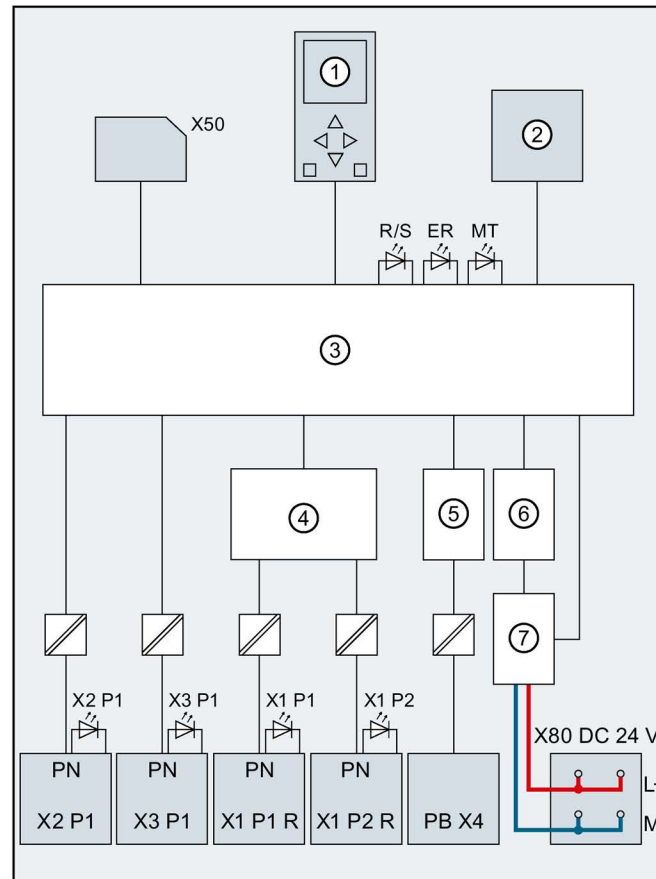 ①
X50
②
R/S ER MT
③
④
⑤
⑥
⑦
X2 P1
X3 P1
X1 P1
X1 P2
X80 DC 24 V
PN
X2 P1
PN
X3 P1
PN
X1 P1 R
PN
X1 P2 R
PB X4
L+
M